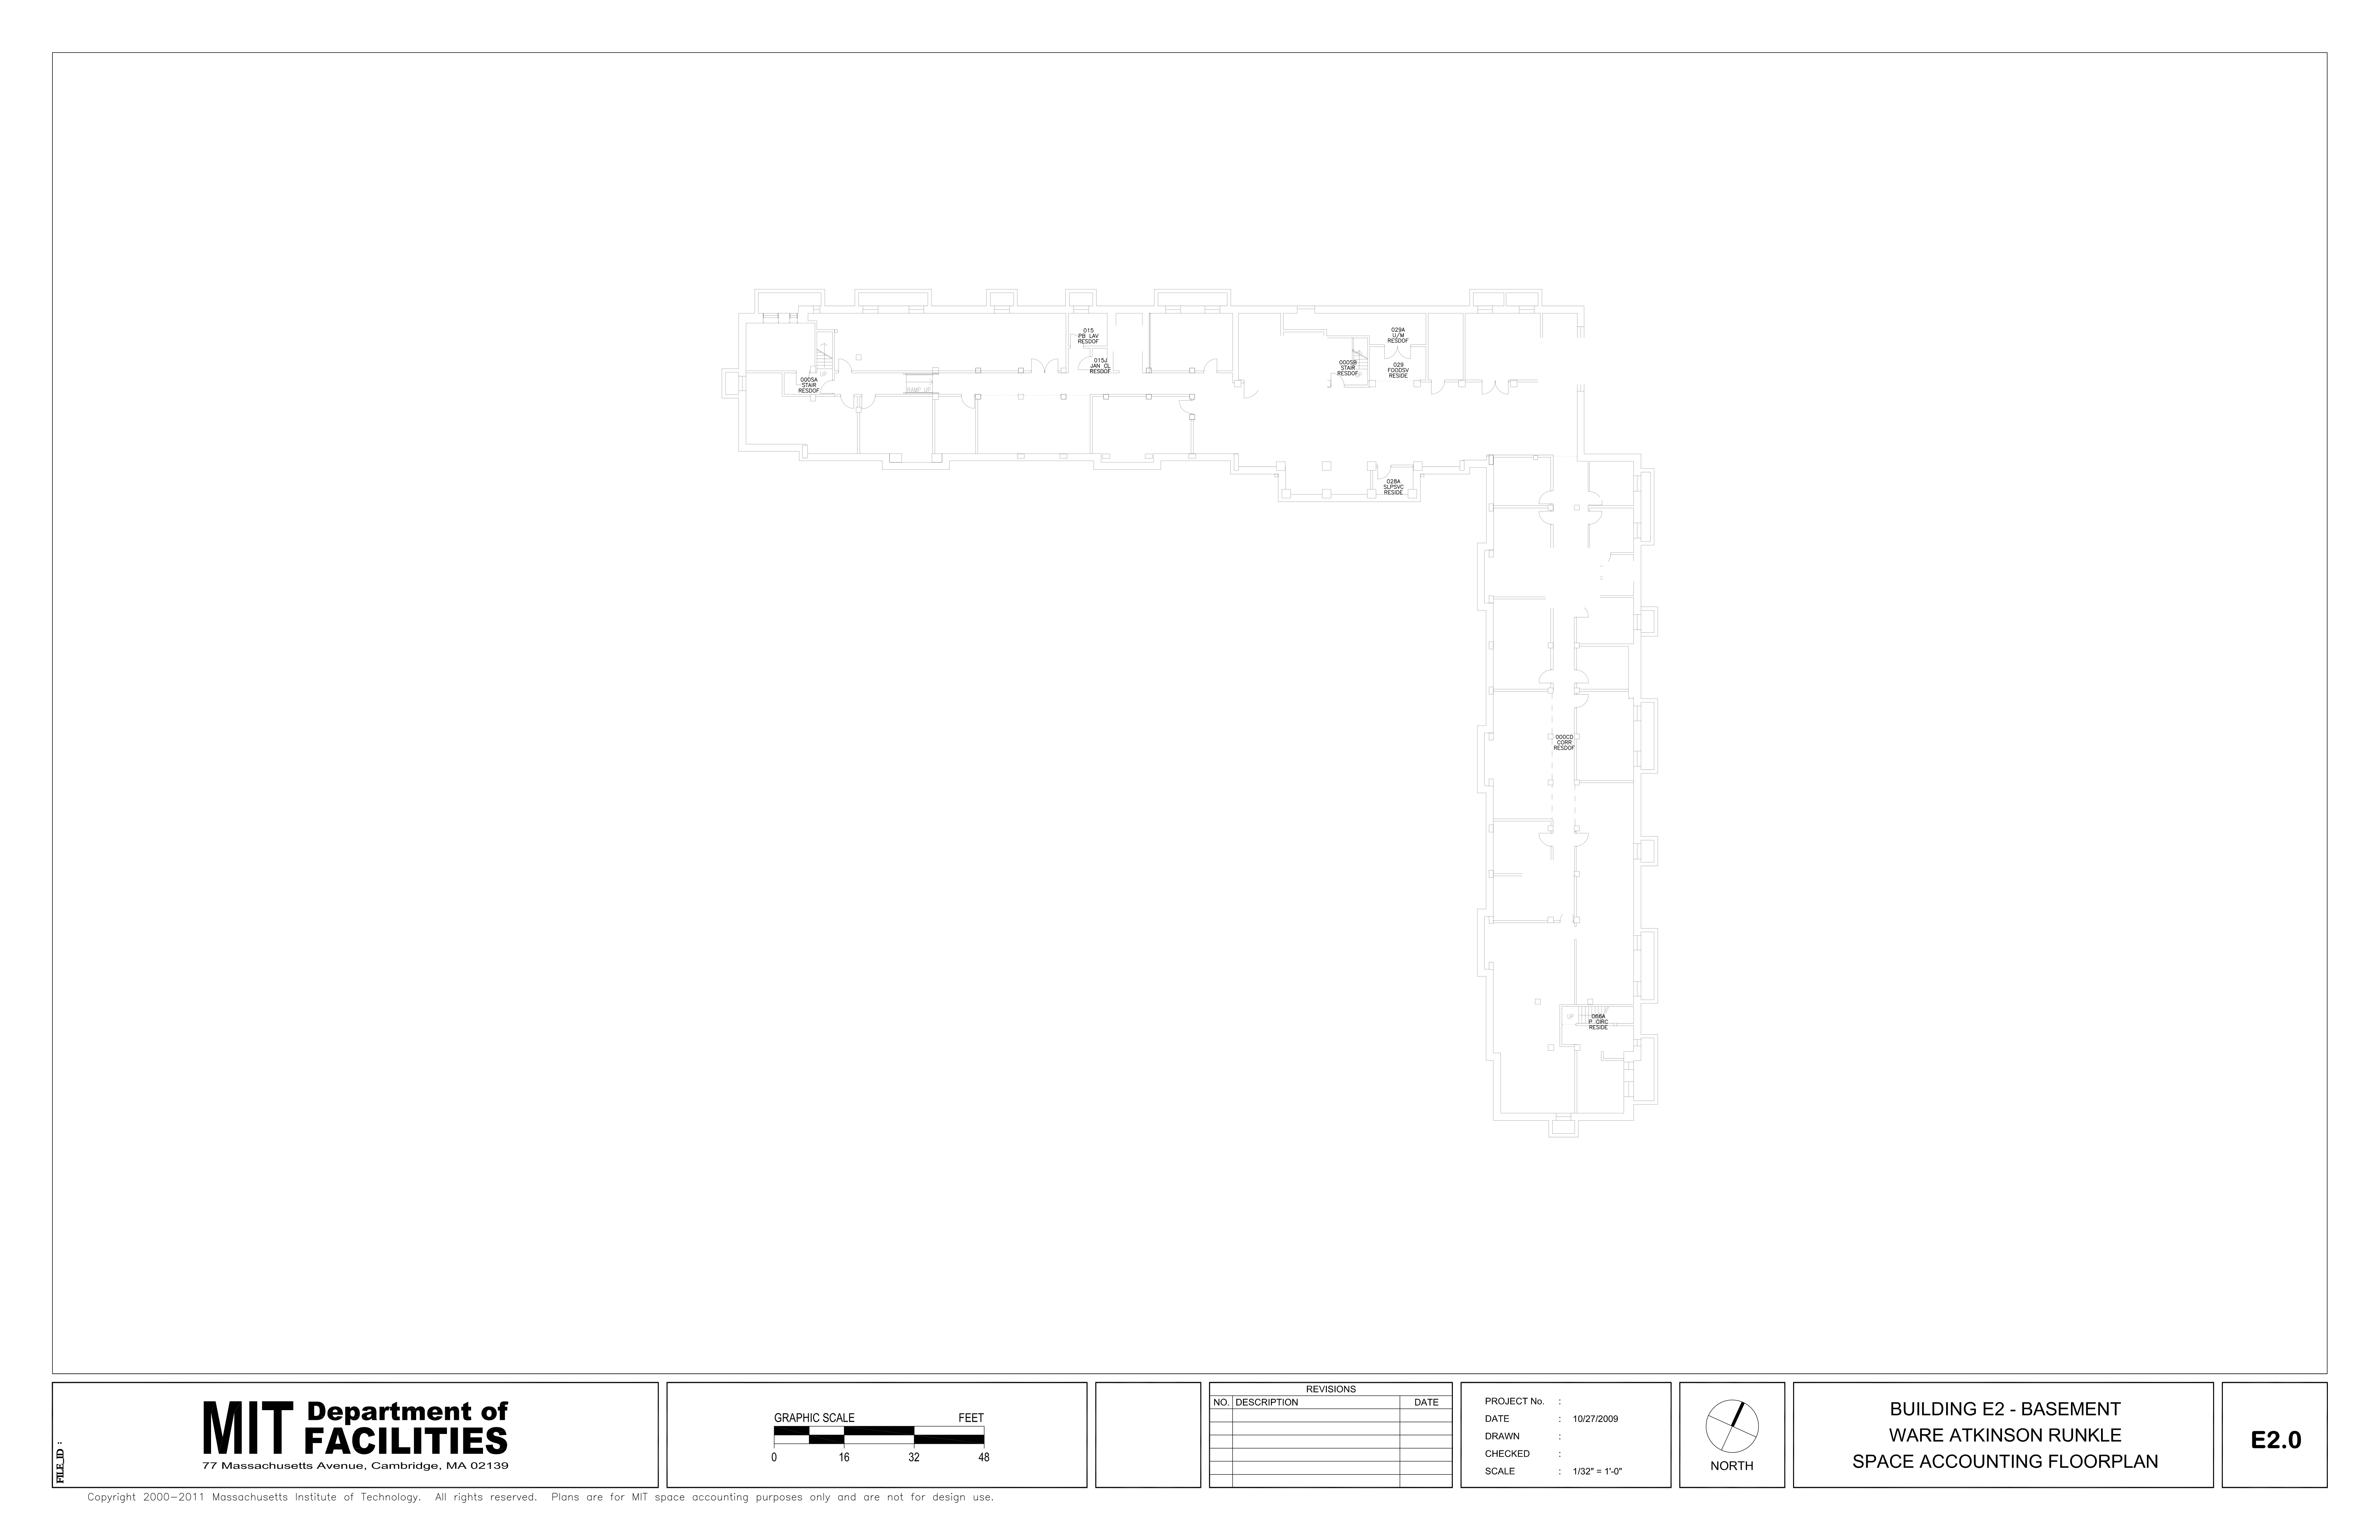 015
PB LAV
RESDOF
015J
JAN CL
RESDOF
029A
U/M
RESDOF
029
FOODSV
RESIDE
000SA
STAIR
RESDOF
UP
RAMP UP
000SB
STAIR
RESDOF
UP
028A
SLPSVC
RESIDE
000CD
CORR
RESDOF
UP
066A
P CIRC
RESIDE
FILE_ID :
MIT Department of
FACILITIES
77 Massachusetts Avenue, Cambridge, MA 02139
GRAPHIC SCALE FEET
0 16 32 48
REVISIONS
NO. DESCRIPTION DATE
PROJECT No. :
DATE : 10/27/2009
DRAWN :
CHECKED :
SCALE : 1/32" = 1'-0"
NORTH
BUILDING E2 - BASEMENT
WARE ATKINSON RUNKLE
SPACE ACCOUNTING FLOORPLAN
E2.0
Copyright 2000-2011 Massachusetts Institute of Technology. All rights reserved. Plans are for MIT space accounting purposes only and are not for design use.